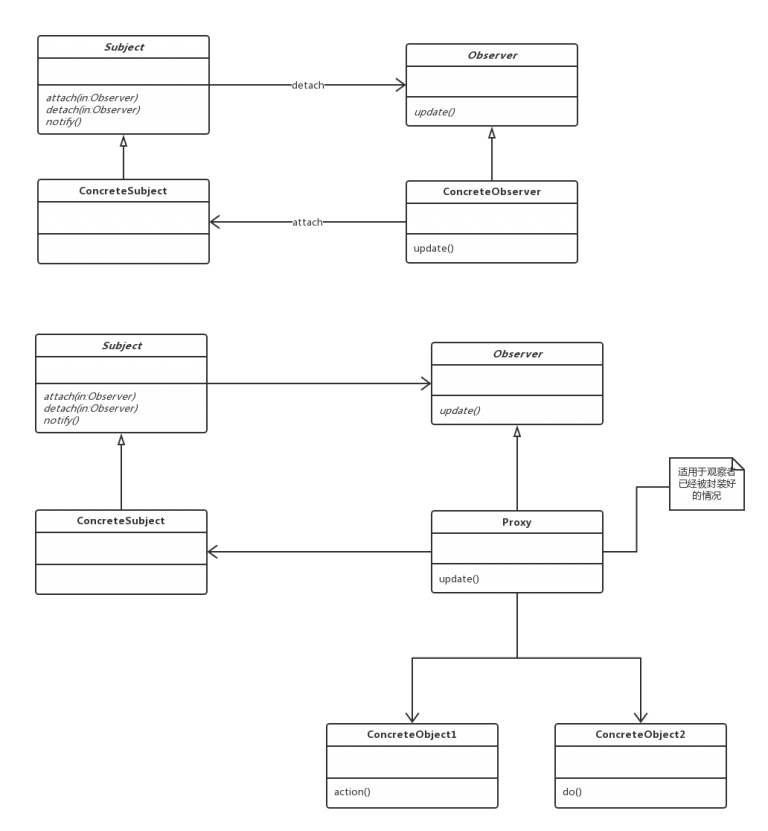 Subject
attach(in:Observer)
detach(in:Observer)
notify()
detach
Observer
update()
ConcreteSubject
attach
ConcreteObserver
update()
Subject
attach(in:Observer)
detach(in:Observer)
notify()
Observer
update()
适用于观察者
已经被封装好
的情况
ConcreteSubject
Proxy
update()
ConcreteObject1
action()
ConcreteObject2
do()